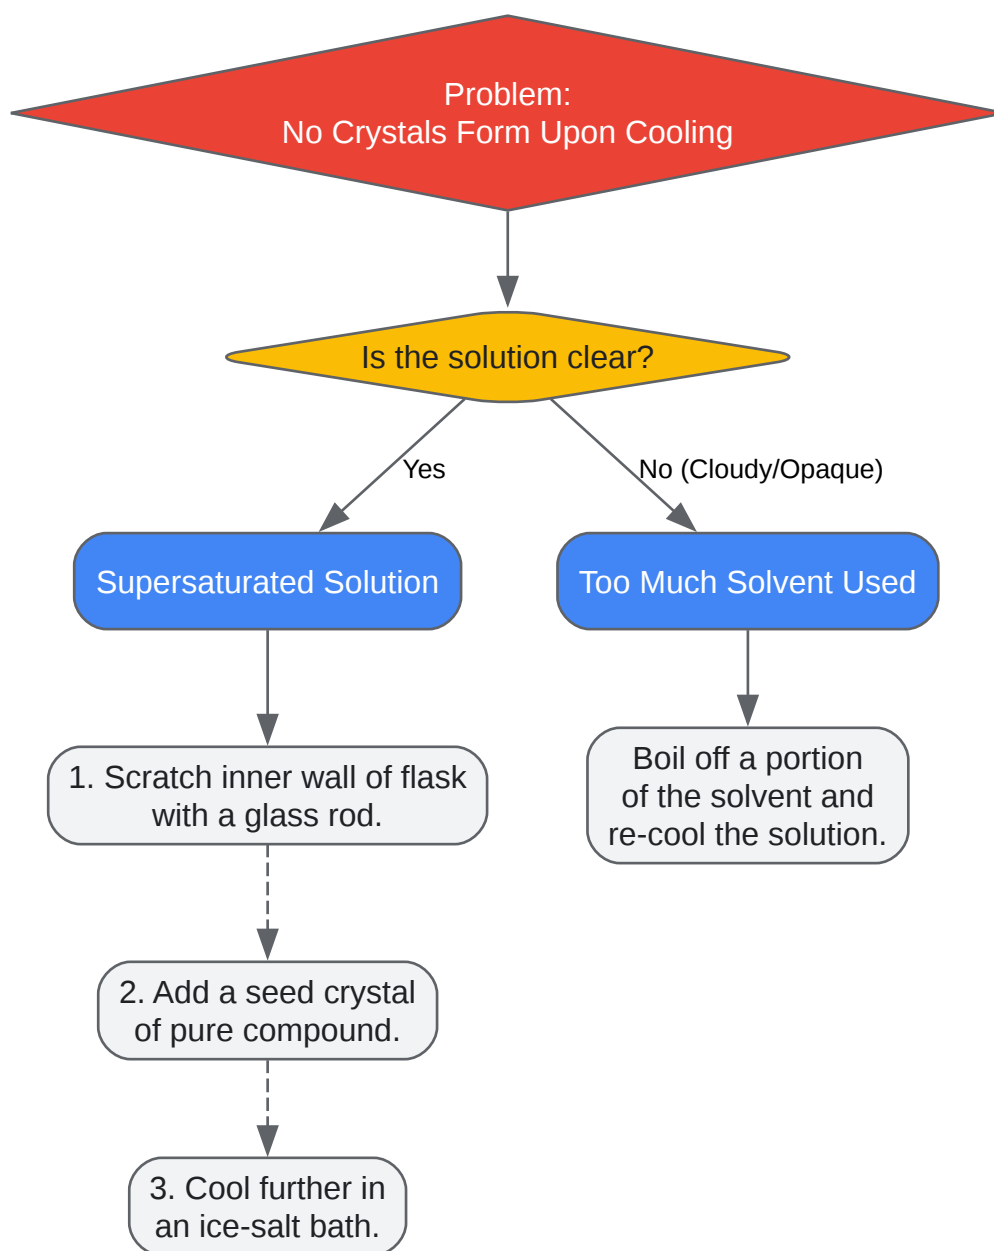 Problem:
No Crystals Form Upon Cooling
Is the solution clear?
Yes
No (Cloudy/Opaque)
Supersaturated Solution
Too Much Solvent Used
1. Scratch inner wall of flask
with a glass rod.
Boil off a portion
of the solvent and
re-cool the solution.
2. Add a seed crystal
of pure compound.
3. Cool further in
an ice-salt bath.